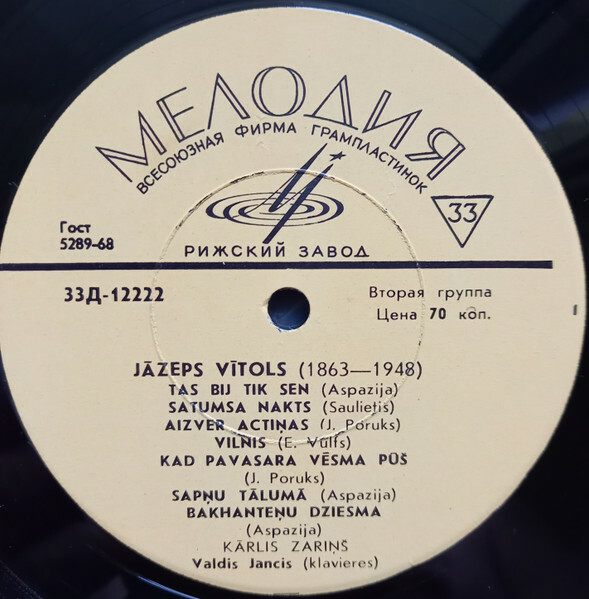 МЕЛОДИЯ
ВСЕСОЮЗНАЯ ФИРМА ГРАМПЛАСТИНОК
33
Гост
5289-68
РИЖСКИЙ ЗАВОД
33Д-12222
Вторая группа
Цена 70 коп.
JĀZEPS VĪTOLS (1863—1948)
TAS BIJ TIK SEN (Aspazija)
SATUMSA NAKTS (Saulietis)
AIZVER ACTIŅAS (J. Poruks)
VILNIS (E. Vulfs)
KAD PAVASARA VĒSMA PŪŠ
(J. Poruks)
SAPŅU TĀLUMĀ (Aspazija)
BAKHANTEŅU DZIESMA
(Aspazija)
KĀRLIS ZARIŅŠ
Valdis Jancis (klavieres)